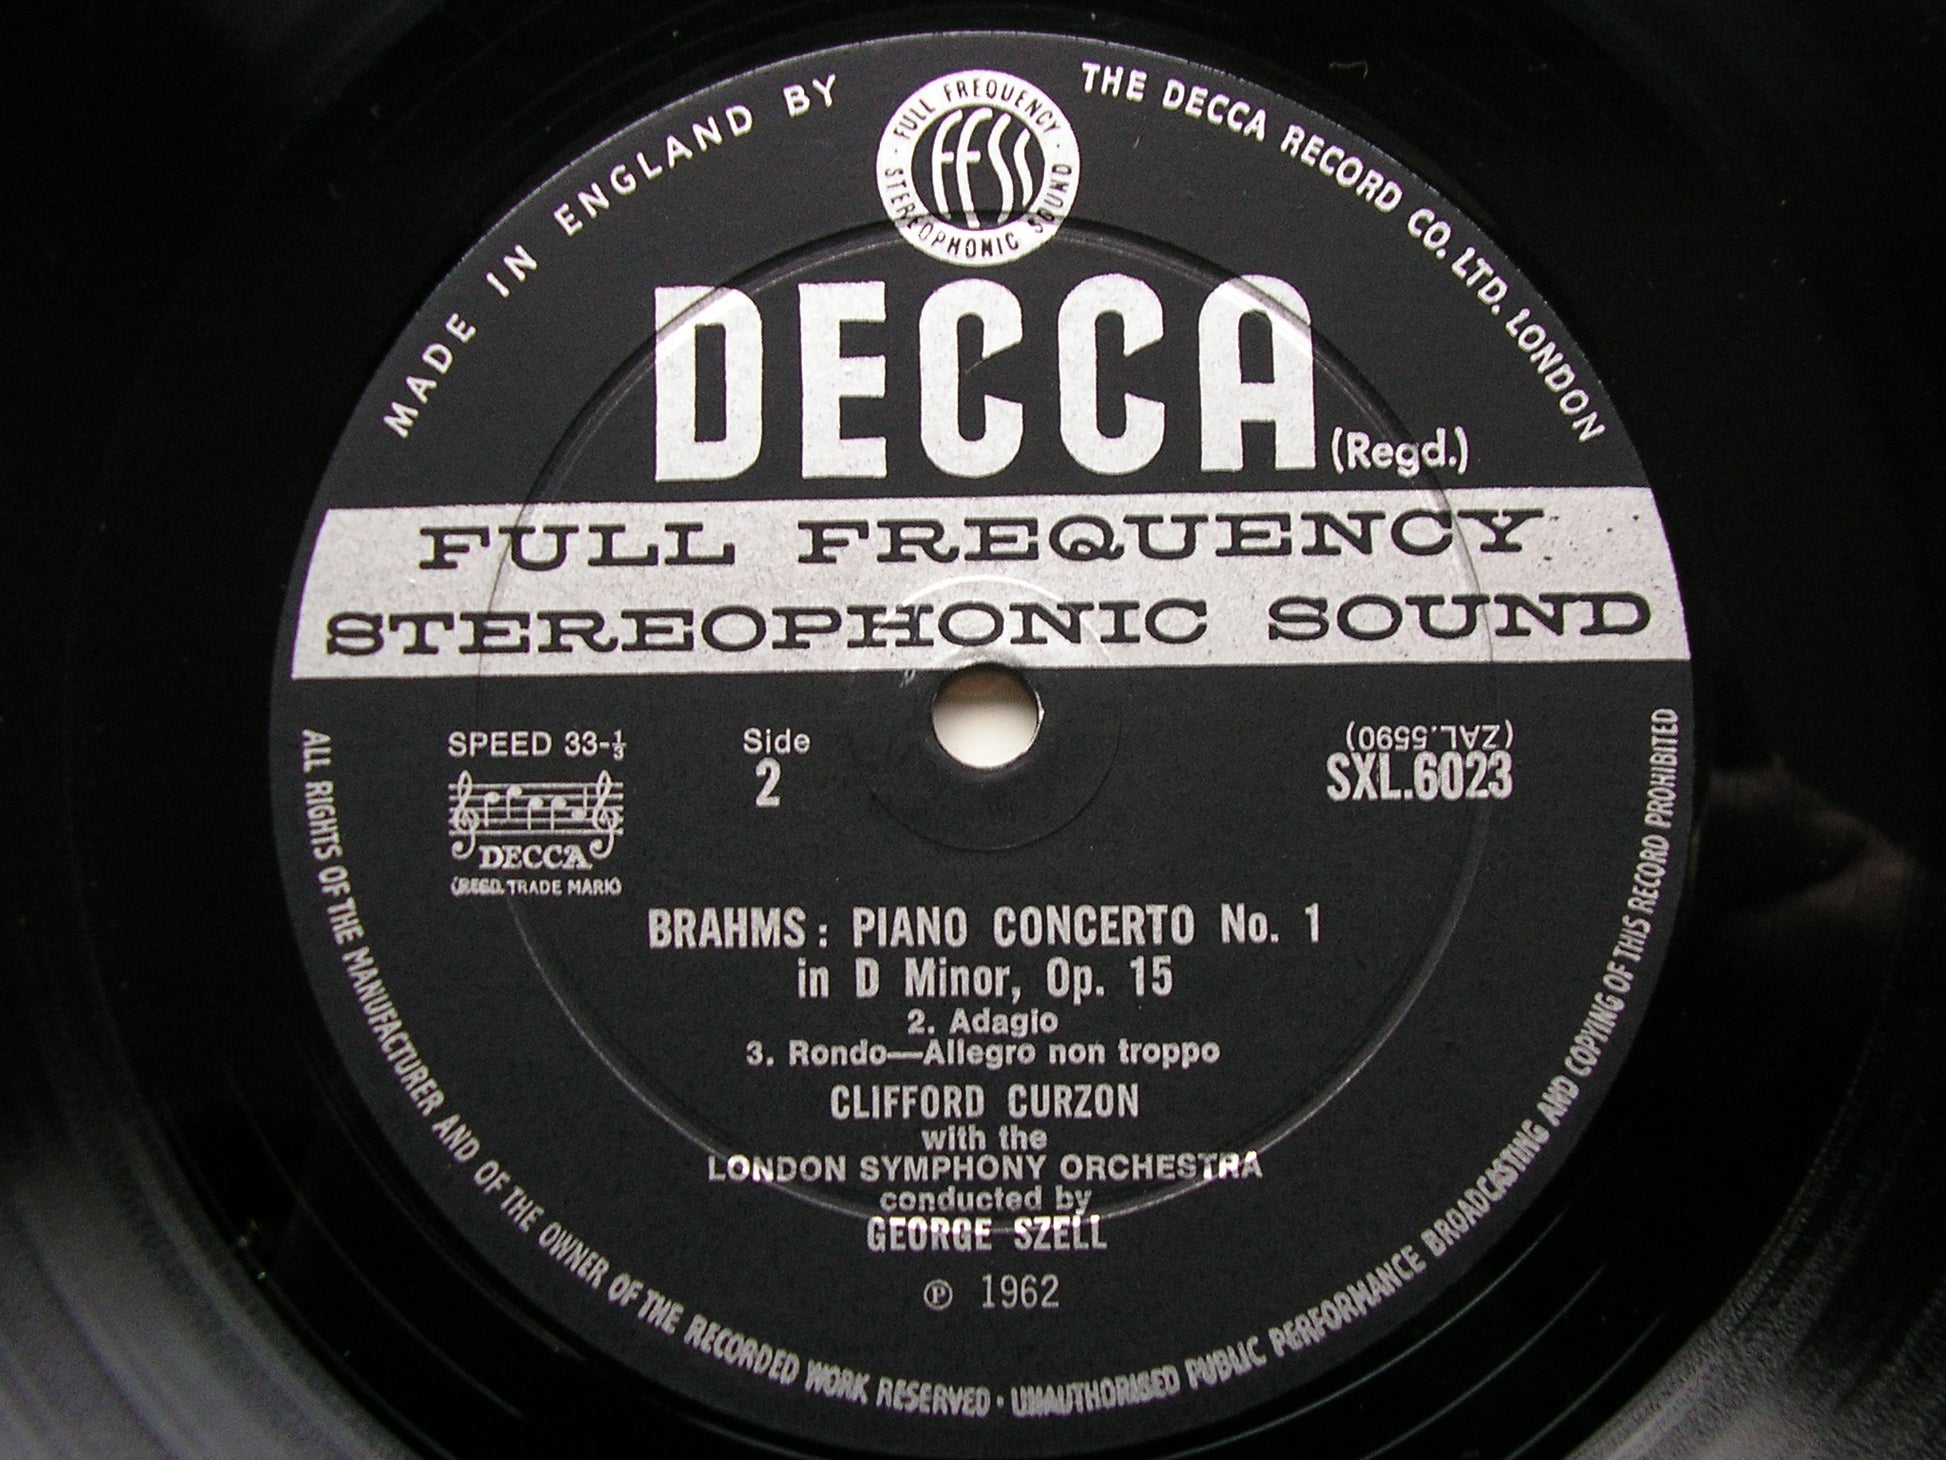 MADE IN ENGLAND BY
THE DECCA RECORD CO. LTD. LONDON
· FULL FREQUENCY · STEREOPHONIC SOUND
FFSS
DECCA (Regd.)
FULL FREQUENCY
STEREOPHONIC SOUND
SPEED 33-⅓
Side
2
(ZAL.5590)
SXL.6023
DECCA
(REGD. TRADE MARK)
BRAHMS: PIANO CONCERTO No. 1
in D Minor, Op. 15
2. Adagio
3. Rondo—Allegro non troppo
CLIFFORD CURZON
with the
LONDON SYMPHONY ORCHESTRA
conducted by
GEORGE SZELL
℗ 1962
ALL RIGHTS OF THE MANUFACTURER AND OF THE OWNER OF THE RECORDED WORK RESERVED · UNAUTHORISED PUBLIC PERFORMANCE BROADCASTING AND COPYING OF THIS RECORD PROHIBITED